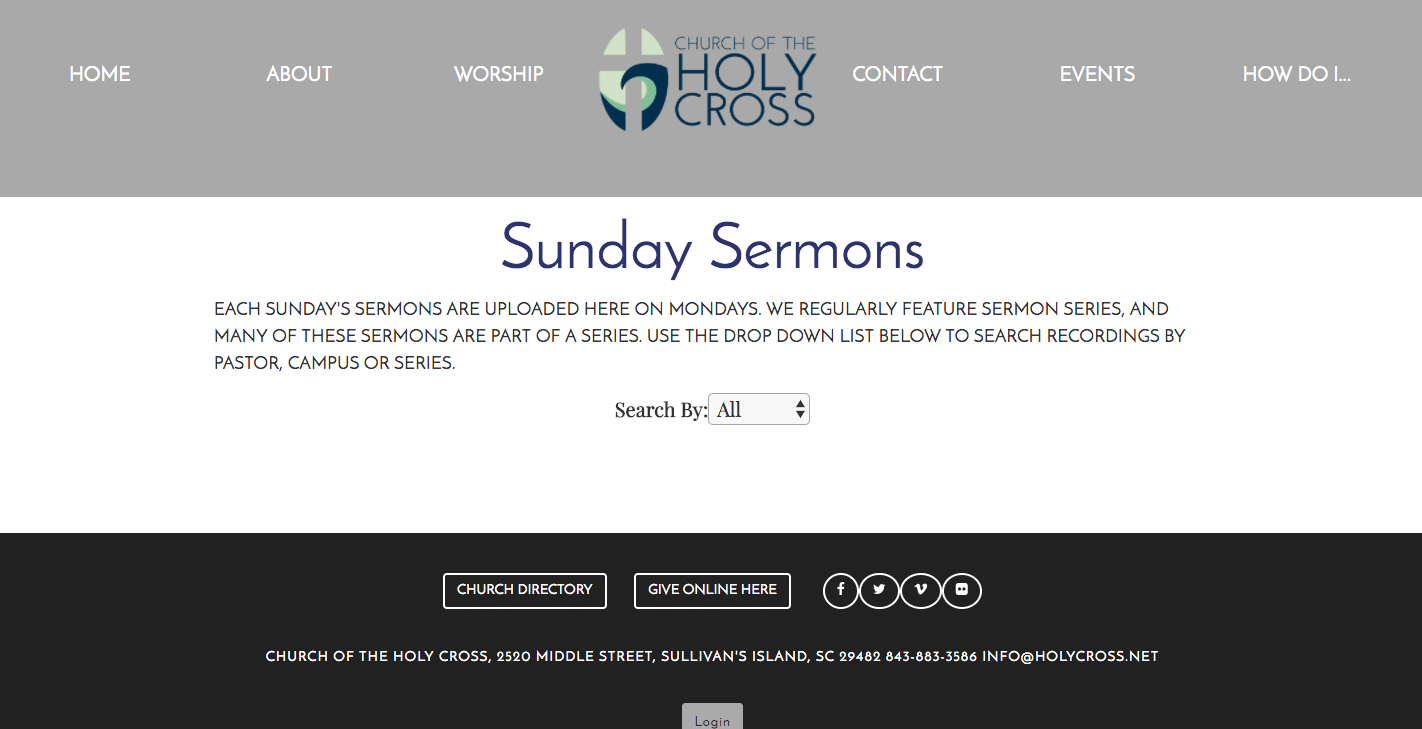 HOME
ABOUT
WORSHIP
CHURCH OF THE
HOLY
CROSS
CONTACT
EVENTS
HOW DO I...
Sunday Sermons
EACH SUNDAY'S SERMONS ARE UPLOADED HERE ON MONDAYS. WE REGULARLY FEATURE SERMON SERIES, AND
MANY OF THESE SERMONS ARE PART OF A SERIES. USE THE DROP DOWN LIST BELOW TO SEARCH RECORDINGS BY
PASTOR, CAMPUS OR SERIES.
Search By: All
CHURCH DIRECTORY
GIVE ONLINE HERE
CHURCH OF THE HOLY CROSS, 2520 MIDDLE STREET, SULLIVAN'S ISLAND, SC 29482 843-883-3586 INFO@HOLYCROSS.NET
Login